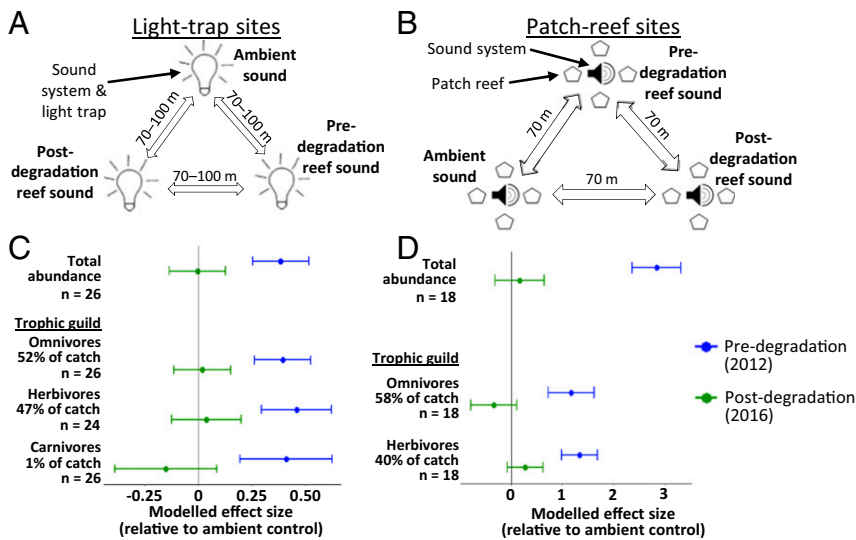 A
Light-trap sites
Ambient
sound
Sound
system &
light trap
70–100 m
70–100 m
Post-
degradation
reef sound
Pre-
degradation
reef sound
70–100 m
B
Patch-reef sites
Sound system
Patch reef
Pre-
degradation
reef sound
70 m
70 m
Ambient
sound
Post-
degradation
reef sound
70 m
C
Total
abundance
n = 26
Trophic guild
Omnivores
52% of catch
n = 26
Herbivores
47% of catch
n = 24
Carnivores
1% of catch
n = 26
-0.25 0 0.25 0.50
Modelled effect size
(relative to ambient control)
D
Total
abundance
n = 18
Trophic guild
Omnivores
58% of catch
n = 18
Herbivores
40% of catch
n = 18
0 1 2 3
Modelled effect size
(relative to ambient control)
Pre-degradation
(2012)
Post-degradation
(2016)